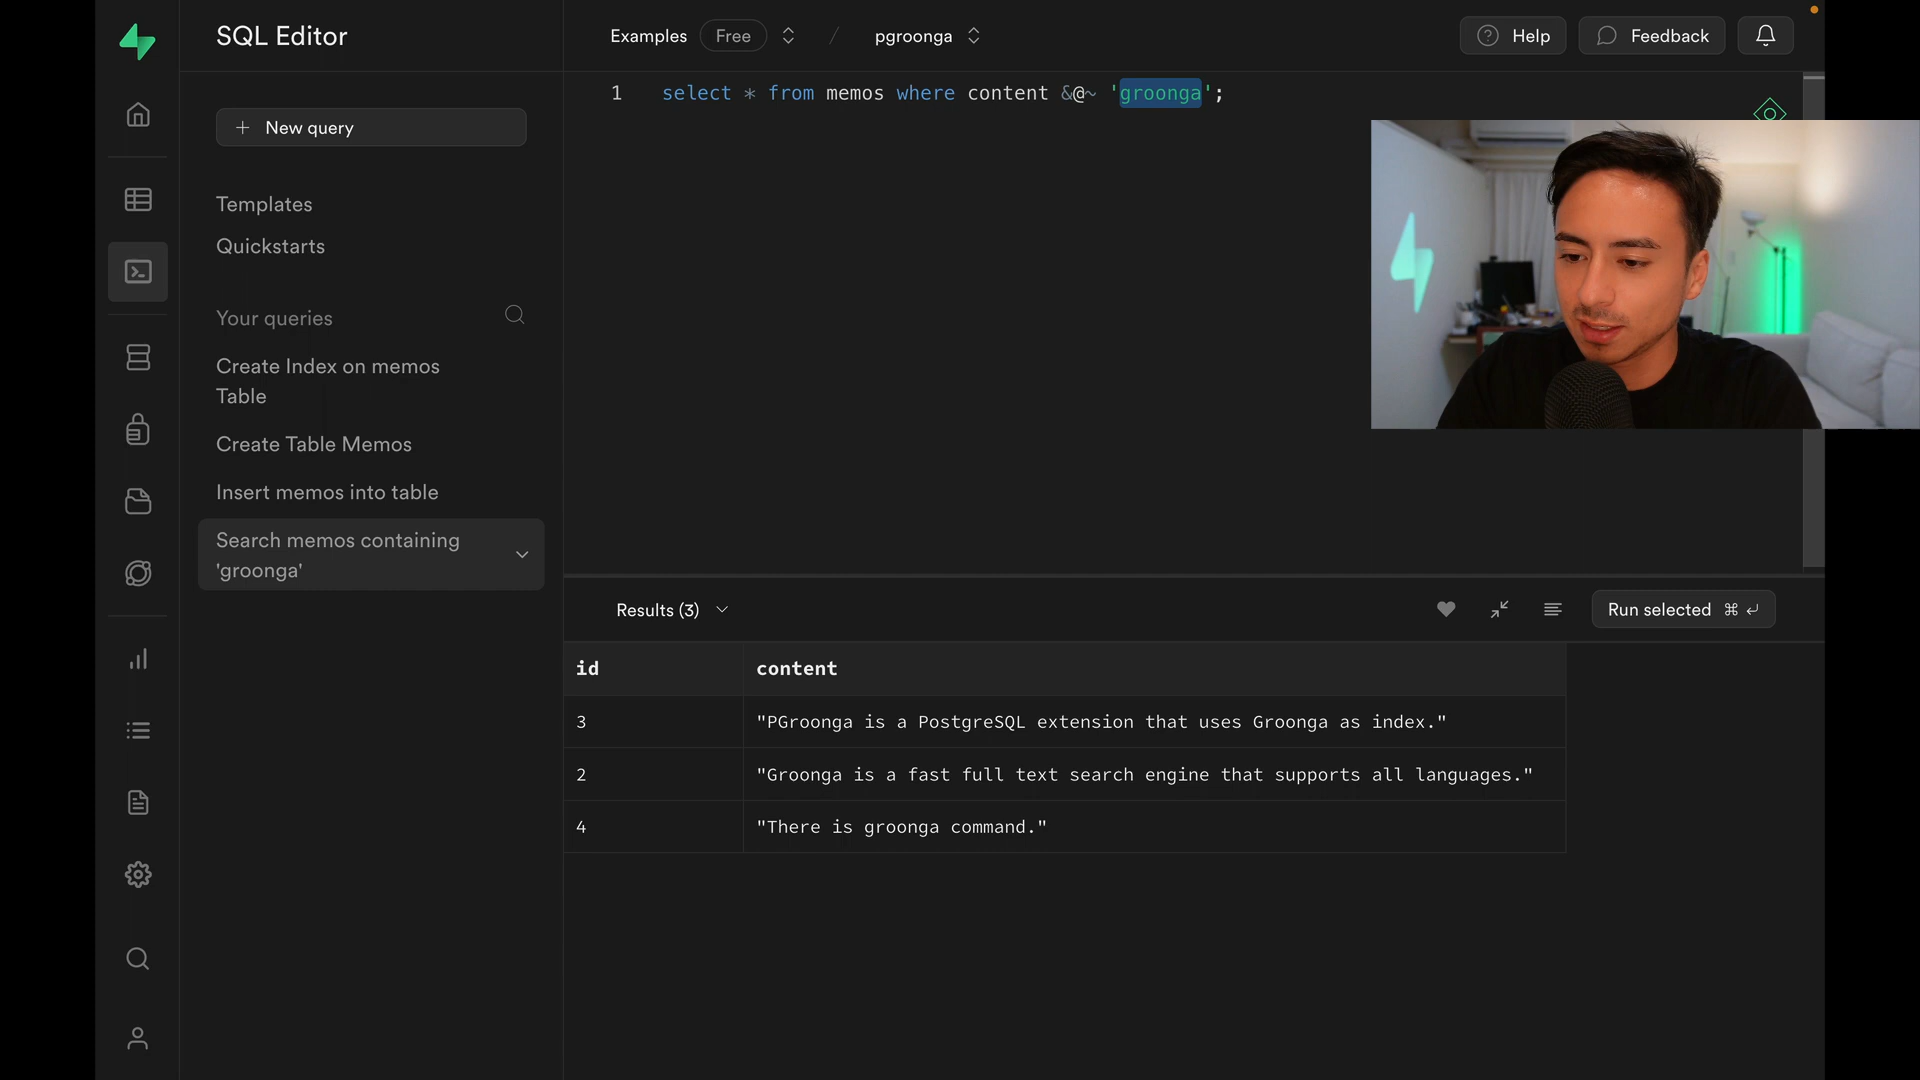 SQL Editor
Examples Free / pgroonga
Help
Feedback
New query
Templates
Quickstarts
Your queries
Create Index on memos
Table
Create Table Memos
Insert memos into table
Search memos containing
'groonga'
1 select * from memos where content &@~ 'groonga';
Results (3)
Run selected ⌘ ↵
id content
3 "PGroonga is a PostgreSQL extension that uses Groonga as index."
2 "Groonga is a fast full text search engine that supports all languages."
4 "There is groonga command."